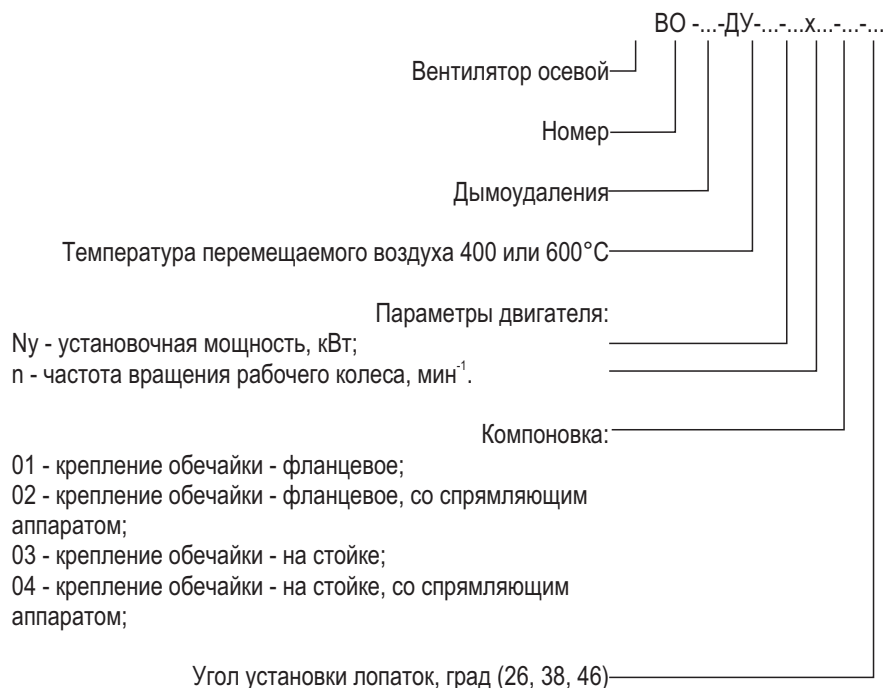 ВО -...-ДУ-...-...х...-...-...
Вентилятор осевой
Номер
Дымоудаления
Температура перемещаемого воздуха 400 или 600°С
Параметры двигателя:
Ny - установочная мощность, кВт;
n - частота вращения рабочего колеса, мин⁻¹.
Компоновка:
01 - крепление обечайки - фланцевое;
02 - крепление обечайки - фланцевое, со спрямляющим
аппаратом;
03 - крепление обечайки - на стойке;
04 - крепление обечайки - на стойке, со спрямляющим
аппаратом;
Угол установки лопаток, град (26, 38, 46)